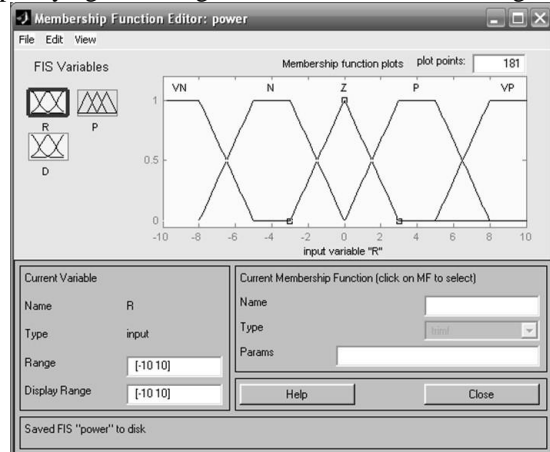 Membership Function Editor: power
File Edit View
FIS Variables
R
P
D
Membership function plots
plot points:
181
VN N Z P VP
1
0.5
0
-10 -8 -6 -4 -2 0 2 4 6 8 10
input variable "R"
Current Variable
Name R
Type input
Range [-10 10]
Display Range [-10 10]
Current Membership Function (click on MF to select)
Name
Type
Params
Help
Close
Saved FIS "power" to disk